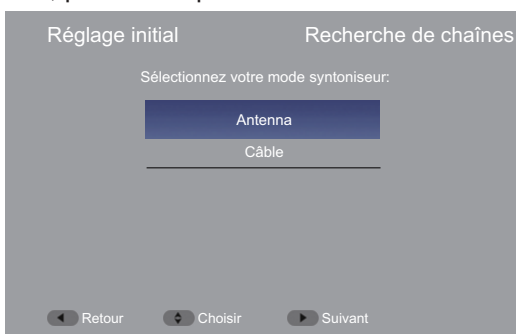 Réglage initial Recherche de chaînes
Sélectionnez votre mode syntoniseur:
Antenna
Câble
Retour Choisir Suivant